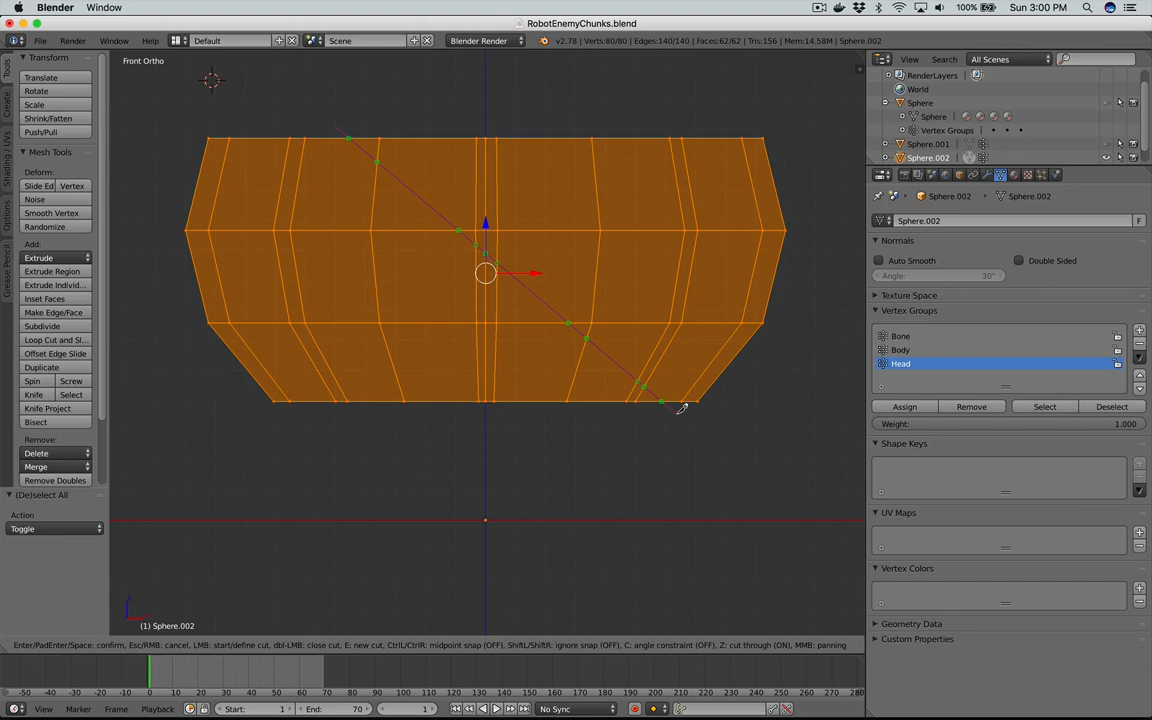 Blender Window 100% Sun 3:00 PM
RobotEnemyChunks.blend
File Render Window Help Default Scene Blender Render v2.78 | Verts:80/80 | Edges:140/140 | Faces:62/62 | Tris:156 | Mem:14.58M | Sphere.002
Tools
Create
Shading / UVs
Options
Grease Pencil
Transform
Translate
Rotate
Scale
Shrink/Fatten
Push/Pull
Mesh Tools
Deform:
Slide Ed Vertex
Noise
Smooth Vertex
Randomize
Add:
Extrude
Extrude Region
Extrude Individ...
Inset Faces
Make Edge/Face
Subdivide
Loop Cut and Sl...
Offset Edge Slide
Duplicate
Spin Screw
Knife Select
Knife Project
Bisect
Remove:
Delete
Merge
Remove Doubles
(De)select All
Action
Toggle
Front Ortho
(1) Sphere.002
View Search All Scenes
RenderLayers
World
Sphere
Sphere
Vertex Groups
Sphere.001
Sphere.002
Sphere.002 Sphere.002
Sphere.002 F
Normals
Auto Smooth Double Sided
Angle: 30°
Texture Space
Vertex Groups
Bone
Body
Head
Assign Remove Select Deselect
Weight: 1.000
Shape Keys
UV Maps
Vertex Colors
Geometry Data
Custom Properties
Enter/PadEnter/Space: confirm, Esc/RMB: cancel, LMB: start/define cut, dbl-LMB: close cut, E: new cut, CtrlL/CtrlR: midpoint snap (OFF), ShiftL/ShiftR: ignore snap (OFF), C: angle constraint (OFF), Z: cut through (ON), MMB: panning
-50 -40 -30 -20 -10 0 10 20 30 40 50 60 70 80 90 100 110 120 130 140 150 160 170 180 190 200 210 220 230 240 250 260 270 280
View Marker Frame Playback Start: 1 End: 70 1 No Sync